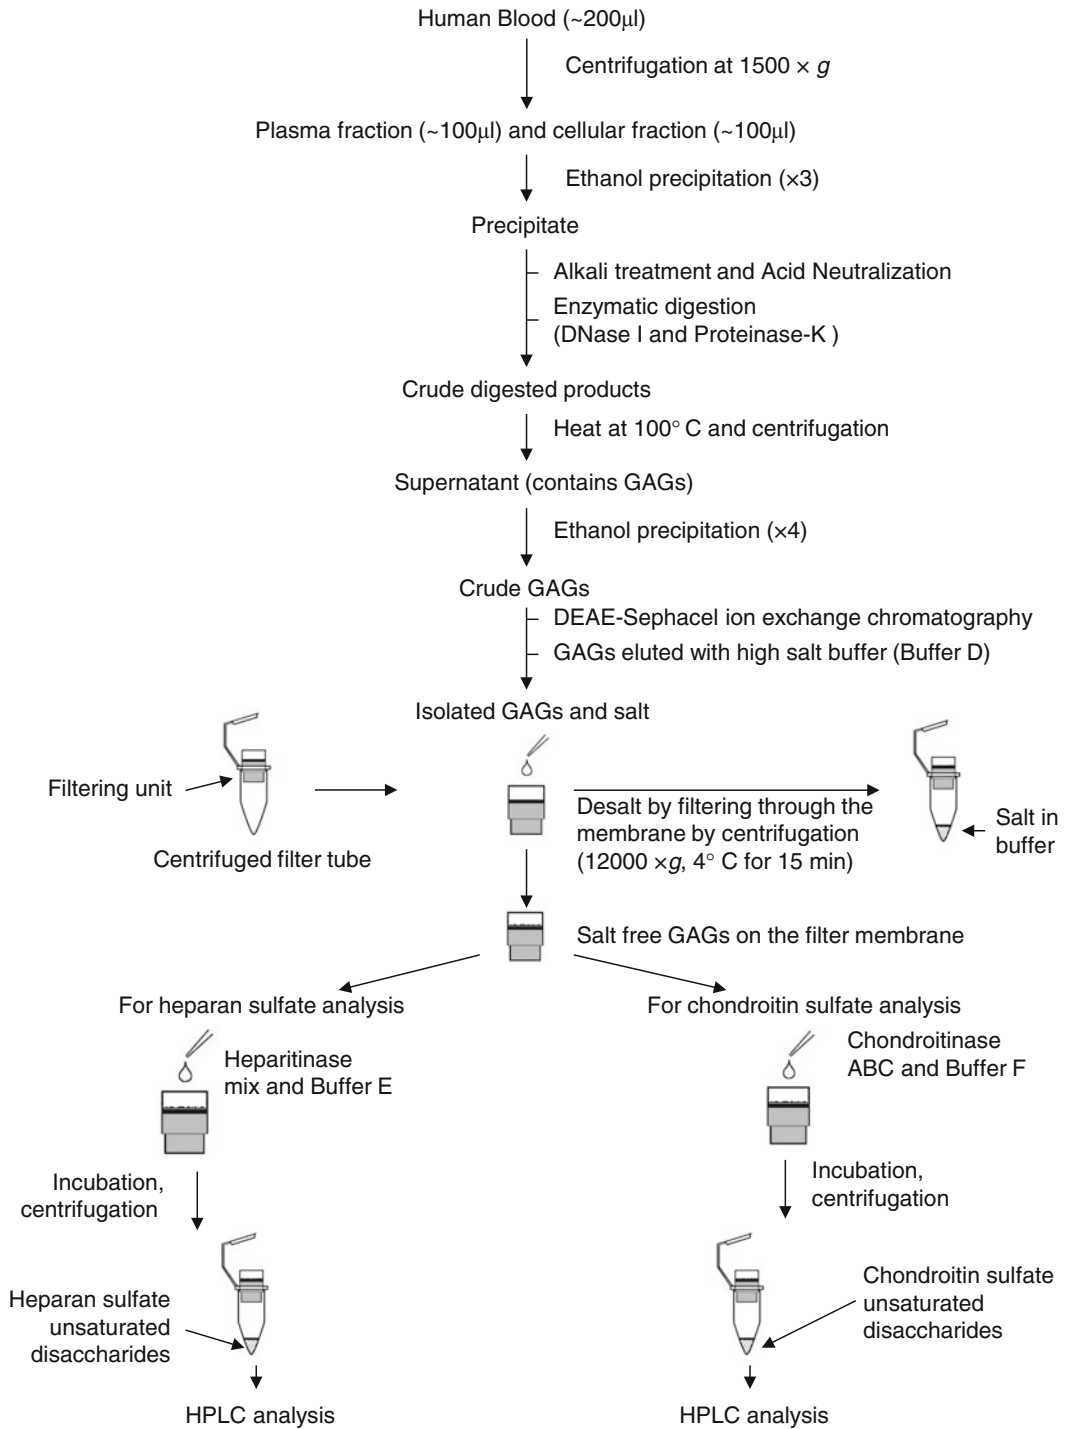 Human Blood (~200μl)
Centrifugation at 1500 × g
Plasma fraction (~100μl) and cellular fraction (~100μl)
Ethanol precipitation (×3)
Precipitate
Alkali treatment and Acid Neutralization
Enzymatic digestion
(DNase I and Proteinase-K )
Crude digested products
Heat at 100° C and centrifugation
Supernatant (contains GAGs)
Ethanol precipitation (×4)
Crude GAGs
DEAE-Sephacel ion exchange chromatography
GAGs eluted with high salt buffer (Buffer D)
Isolated GAGs and salt
Filtering unit
Centrifuged filter tube
Desalt by filtering through the
membrane by centrifugation
(12000 ×g, 4° C for 15 min)
Salt in
buffer
Salt free GAGs on the filter membrane
For heparan sulfate analysis
Heparitinase
mix and Buffer E
Incubation,
centrifugation
Heparan sulfate
unsaturated
disaccharides
HPLC analysis
For chondroitin sulfate analysis
Chondroitinase
ABC and Buffer F
Incubation,
centrifugation
Chondroitin sulfate
unsaturated
disaccharides
HPLC analysis